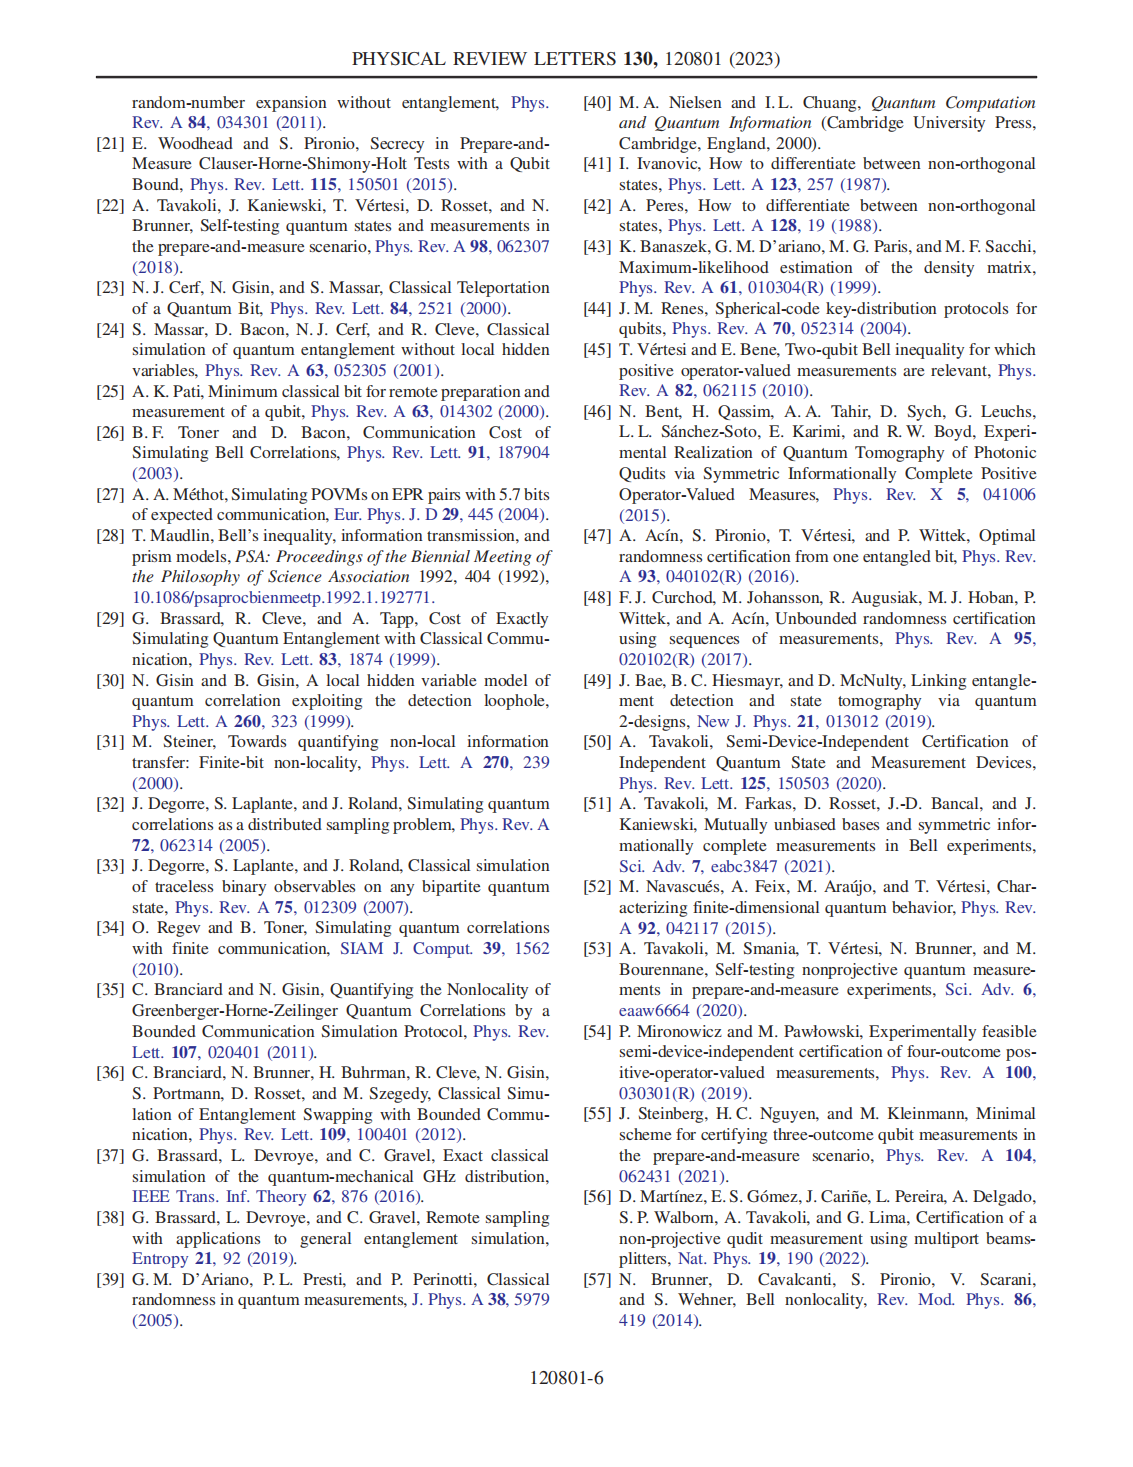 PHYSICAL REVIEW LETTERS 130, 120801 (2023)
random-number expansion without entanglement, Phys.
Rev. A 84, 034301 (2011).
[21] E. Woodhead and S. Pironio, Secrecy in Prepare-and-
Measure Clauser-Horne-Shimony-Holt Tests with a Qubit
Bound, Phys. Rev. Lett. 115, 150501 (2015).
[22] A. Tavakoli, J. Kaniewski, T. Vértesi, D. Rosset, and N.
Brunner, Self-testing quantum states and measurements in
the prepare-and-measure scenario, Phys. Rev. A 98, 062307
(2018).
[23] N. J. Cerf, N. Gisin, and S. Massar, Classical Teleportation
of a Quantum Bit, Phys. Rev. Lett. 84, 2521 (2000).
[24] S. Massar, D. Bacon, N. J. Cerf, and R. Cleve, Classical
simulation of quantum entanglement without local hidden
variables, Phys. Rev. A 63, 052305 (2001).
[25] A. K. Pati, Minimum classical bit for remote preparation and
measurement of a qubit, Phys. Rev. A 63, 014302 (2000).
[26] B. F. Toner and D. Bacon, Communication Cost of
Simulating Bell Correlations, Phys. Rev. Lett. 91, 187904
(2003).
[27] A. A. Méthot, Simulating POVMs on EPR pairs with 5.7 bits
of expected communication, Eur. Phys. J. D 29, 445 (2004).
[28] T. Maudlin, Bell's inequality, information transmission, and
prism models, PSA: Proceedings of the Biennial Meeting of
the Philosophy of Science Association 1992, 404 (1992),
10.1086/psaprocbienmeetp.1992.1.192771.
[29] G. Brassard, R. Cleve, and A. Tapp, Cost of Exactly
Simulating Quantum Entanglement with Classical Commu-
nication, Phys. Rev. Lett. 83, 1874 (1999).
[30] N. Gisin and B. Gisin, A local hidden variable model of
quantum correlation exploiting the detection loophole,
Phys. Lett. A 260, 323 (1999).
[31] M. Steiner, Towards quantifying non-local information
transfer: Finite-bit non-locality, Phys. Lett. A 270, 239
(2000).
[32] J. Degorre, S. Laplante, and J. Roland, Simulating quantum
correlations as a distributed sampling problem, Phys. Rev. A
72, 062314 (2005).
[33] J. Degorre, S. Laplante, and J. Roland, Classical simulation
of traceless binary observables on any bipartite quantum
state, Phys. Rev. A 75, 012309 (2007).
[34] O. Regev and B. Toner, Simulating quantum correlations
with finite communication, SIAM J. Comput. 39, 1562
(2010).
[35] C. Branciard and N. Gisin, Quantifying the Nonlocality of
Greenberger-Horne-Zeilinger Quantum Correlations by a
Bounded Communication Simulation Protocol, Phys. Rev.
Lett. 107, 020401 (2011).
[36] C. Branciard, N. Brunner, H. Buhrman, R. Cleve, N. Gisin,
S. Portmann, D. Rosset, and M. Szegedy, Classical Simu-
lation of Entanglement Swapping with Bounded Commu-
nication, Phys. Rev. Lett. 109, 100401 (2012).
[37] G. Brassard, L. Devroye, and C. Gravel, Exact classical
simulation of the quantum-mechanical GHz distribution,
IEEE Trans. Inf. Theory 62, 876 (2016).
[38] G. Brassard, L. Devroye, and C. Gravel, Remote sampling
with applications to general entanglement simulation,
Entropy 21, 92 (2019).
[39] G. M. D'Ariano, P. L. Presti, and P. Perinotti, Classical
randomness in quantum measurements, J. Phys. A 38, 5979
(2005).
[40] M. A. Nielsen and I. L. Chuang, Quantum Computation
and Quantum Information (Cambridge University Press,
Cambridge, England, 2000).
[41] I. Ivanovic, How to differentiate between non-orthogonal
states, Phys. Lett. A 123, 257 (1987).
[42] A. Peres, How to differentiate between non-orthogonal
states, Phys. Lett. A 128, 19 (1988).
[43] K. Banaszek, G. M. D'ariano, M. G. Paris, and M. F. Sacchi,
Maximum-likelihood estimation of the density matrix,
Phys. Rev. A 61, 010304(R) (1999).
[44] J. M. Renes, Spherical-code key-distribution protocols for
qubits, Phys. Rev. A 70, 052314 (2004).
[45] T. Vértesi and E. Bene, Two-qubit Bell inequality for which
positive operator-valued measurements are relevant, Phys.
Rev. A 82, 062115 (2010).
[46] N. Bent, H. Qassim, A. A. Tahir, D. Sych, G. Leuchs,
L. L. Sánchez-Soto, E. Karimi, and R. W. Boyd, Experi-
mental Realization of Quantum Tomography of Photonic
Qudits via Symmetric Informationally Complete Positive
Operator-Valued Measures, Phys. Rev. X 5, 041006
(2015).
[47] A. Acín, S. Pironio, T. Vértesi, and P. Wittek, Optimal
randomness certification from one entangled bit, Phys. Rev.
A 93, 040102(R) (2016).
[48] F. J. Curchod, M. Johansson, R. Augusiak, M. J. Hoban, P.
Wittek, and A. Acín, Unbounded randomness certification
using sequences of measurements, Phys. Rev. A 95,
020102(R) (2017).
[49] J. Bae, B. C. Hiesmayr, and D. McNulty, Linking entangle-
ment detection and state tomography via quantum
2-designs, New J. Phys. 21, 013012 (2019).
[50] A. Tavakoli, Semi-Device-Independent Certification of
Independent Quantum State and Measurement Devices,
Phys. Rev. Lett. 125, 150503 (2020).
[51] A. Tavakoli, M. Farkas, D. Rosset, J.-D. Bancal, and J.
Kaniewski, Mutually unbiased bases and symmetric infor-
mationally complete measurements in Bell experiments,
Sci. Adv. 7, eabc3847 (2021).
[52] M. Navascués, A. Feix, M. Araújo, and T. Vértesi, Char-
acterizing finite-dimensional quantum behavior, Phys. Rev.
A 92, 042117 (2015).
[53] A. Tavakoli, M. Smania, T. Vértesi, N. Brunner, and M.
Bourennane, Self-testing nonprojective quantum measure-
ments in prepare-and-measure experiments, Sci. Adv. 6,
eaaw6664 (2020).
[54] P. Mironowicz and M. Pawłowski, Experimentally feasible
semi-device-independent certification of four-outcome pos-
itive-operator-valued measurements, Phys. Rev. A 100,
030301(R) (2019).
[55] J. Steinberg, H. C. Nguyen, and M. Kleinmann, Minimal
scheme for certifying three-outcome qubit measurements in
the prepare-and-measure scenario, Phys. Rev. A 104,
062431 (2021).
[56] D. Martínez, E. S. Gómez, J. Cariñe, L. Pereira, A. Delgado,
S. P. Walborn, A. Tavakoli, and G. Lima, Certification of a
non-projective qudit measurement using multiport beams-
plitters, Nat. Phys. 19, 190 (2022).
[57] N. Brunner, D. Cavalcanti, S. Pironio, V. Scarani,
and S. Wehner, Bell nonlocality, Rev. Mod. Phys. 86,
419 (2014).
120801-6